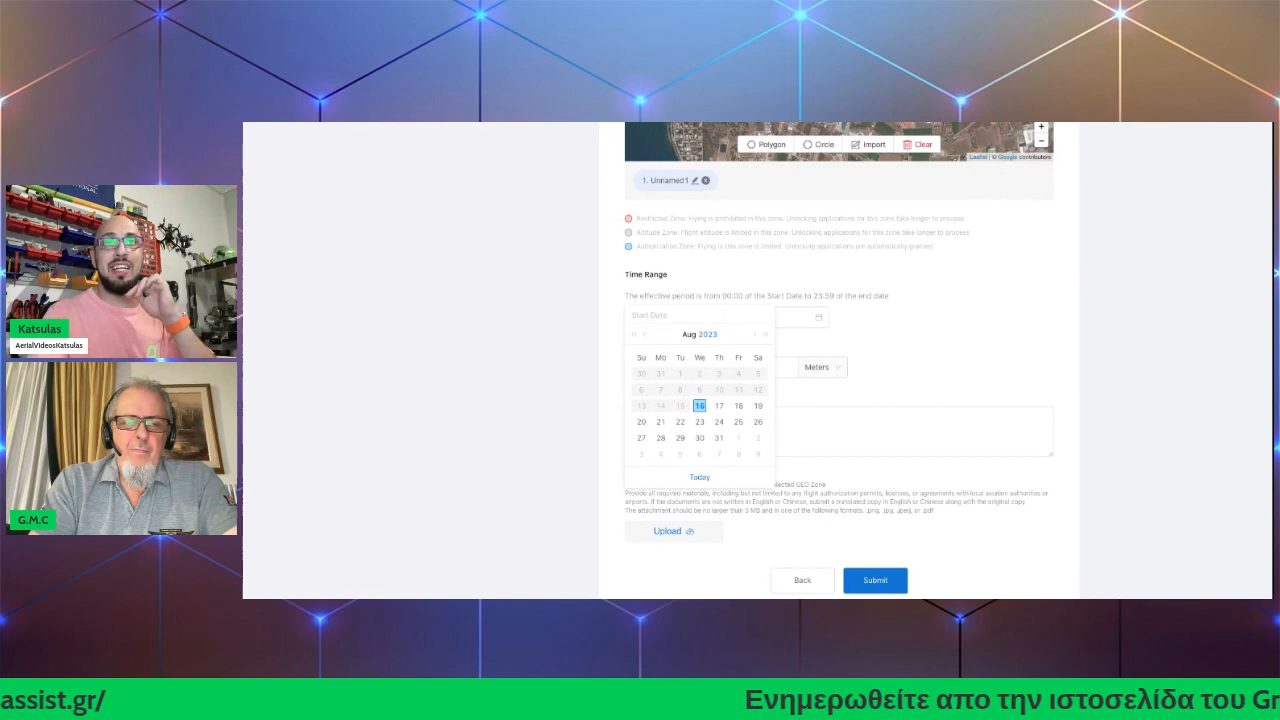 Katsulas
AerialVideosKatsulas
G.M.C
Polygon
Circle
Import
Clear
+
−
Leaflet | © Google contributors
1. Unnamed1
Restricted Zone: Flying is prohibited in this zone. Unlocking applications for this zone take longer to process
Altitude Zone: Flight altitude is limited in this zone. Unlocking applications for this zone take longer to process
Authorization Zone: Flying in this zone is limited. Unlocking applications are automatically granted
Time Range
The effective period is from 00:00 of the Start Date to 23:59 of the end date
Start Date
Aug 2023
Su Mo Tu We Th Fr Sa
30 31 1 2 3 4 5
6 7 8 9 10 11 12
13 14 15 16 17 18 19
20 21 22 23 24 25 26
27 28 29 30 31 1 2
3 4 5 6 7 8 9
Today
Meters
GEO Zone
Provide all required materials, including but not limited to any flight authorization permits, licenses, or agreements with local aviation authorities or
airports. If the documents are not written in English or Chinese, submit a translated copy in English or Chinese along with the original copy
The attachment should be no larger than 5 MB and in one of the following formats: .png, .jpg, .jpeg, or .pdf
Upload
Back
Submit
assist.gr/
Ενημερωθείτε απο την ιστοσελίδα του Gr